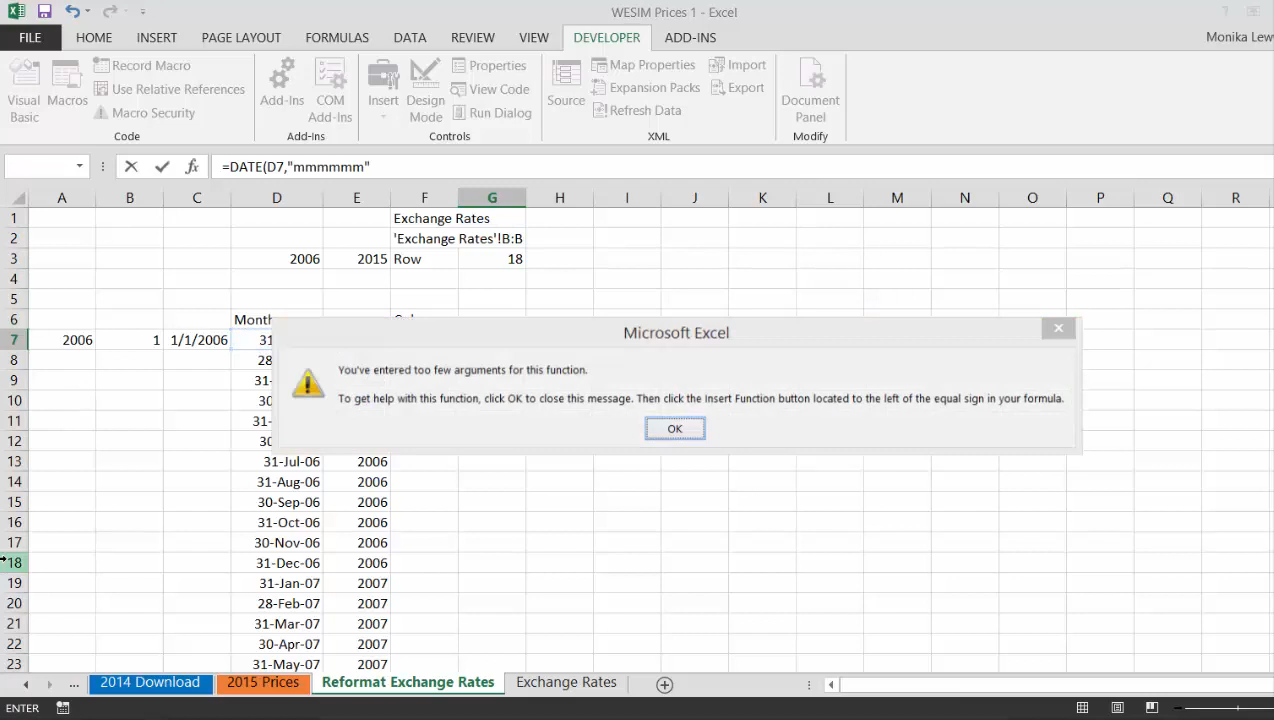 WESIM Prices 1 - Excel
FILE HOME INSERT PAGE LAYOUT FORMULAS DATA REVIEW VIEW DEVELOPER ADD-INS Monika Lew
Visual Basic
Macros
Record Macro
Use Relative References
Macro Security
Code
Add-Ins
COM Add-Ins
Add-Ins
Insert
Design Mode
Properties
View Code
Run Dialog
Controls
Source
Map Properties
Expansion Packs
Refresh Data
Import
Export
XML
Document Panel
Modify
=DATE(D7,"mmmmmm"
A B C D E F G H I J K L M N O P Q R
1 Exchange Rates
2 'Exchange Rates'!B:B
3 2006 2015 Row 18
4
5
6 Month
7 2006 1 1/1/2006 31
8 28
9 31-
10 30
11 31-
12 30
13 31-Jul-06 2006
14 31-Aug-06 2006
15 30-Sep-06 2006
16 31-Oct-06 2006
17 30-Nov-06 2006
18 31-Dec-06 2006
19 31-Jan-07 2007
20 28-Feb-07 2007
21 31-Mar-07 2007
22 30-Apr-07 2007
23 31-May-07 2007
Microsoft Excel
You've entered too few arguments for this function.
To get help with this function, click OK to close this message. Then click the Insert Function button located to the left of the equal sign in your formula.
OK
... 2014 Download 2015 Prices Reformat Exchange Rates Exchange Rates
ENTER